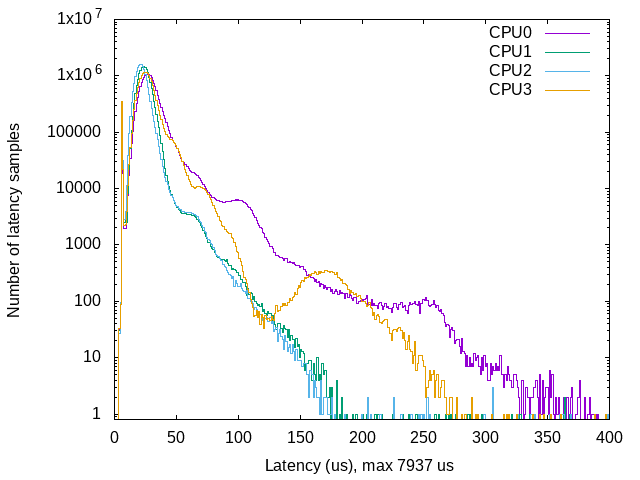 1x10^7
1x10^6
100000
10000
1000
100
10
1
0 50 100 150 200 250 300 350 400
Number of latency samples
Latency (us), max 7937 us
CPU0
CPU1
CPU2
CPU3